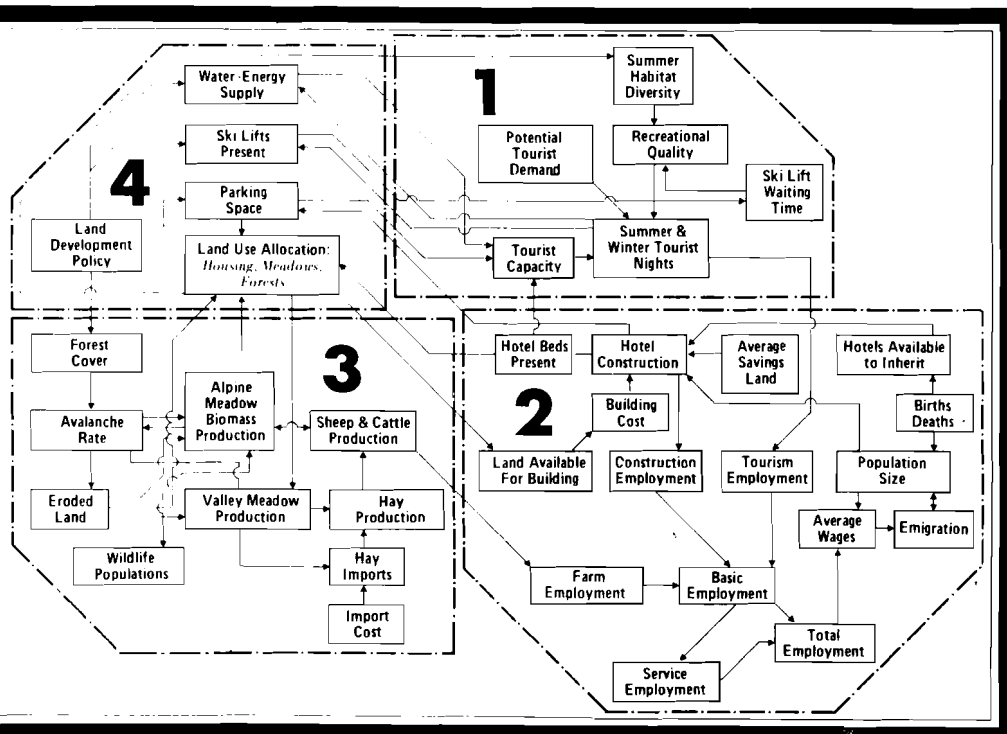 4
Water-Energy
Supply
Ski Lifts
Present
Parking
Space
Land
Development
Policy
Land Use Allocation:
Housing, Meadows,
Forests
1
Summer
Habitat
Diversity
Potential
Tourist
Demand
Recreational
Quality
Ski Lift
Waiting
Time
Tourist
Capacity
Summer &
Winter Tourist
Nights
3
Forest
Cover
Alpine
Meadow
Biomass
Production
Avalanche
Rate
Sheep & Cattle
Production
Eroded
Land
Valley Meadow
Production
Hay
Production
Wildlife
Populations
Hay
Imports
Import
Cost
2
Hotel Beds
Present
Hotel
Construction
Average
Savings
Land
Hotels Available
to Inherit
Building
Cost
Births
Deaths
Land Available
For Building
Construction
Employment
Tourism
Employment
Population
Size
Average
Wages
Emigration
Farm
Employment
Basic
Employment
Total
Employment
Service
Employment